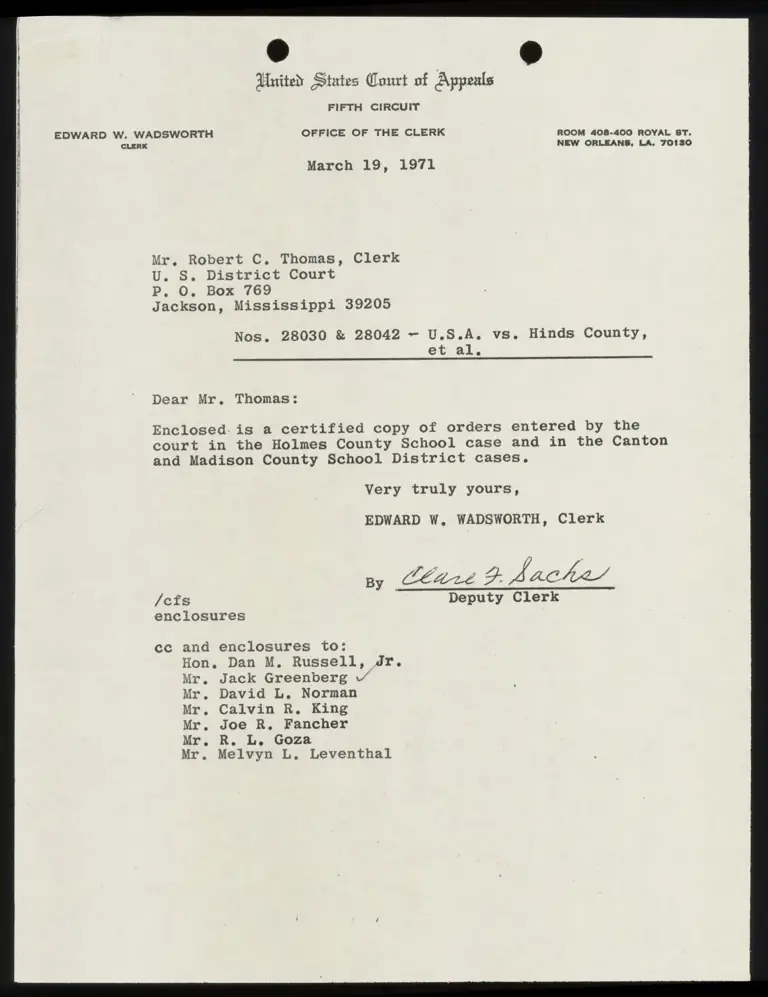 United States Court of Appeals
FIFTH CIRCUIT
EDWARD W. WADSWORTH
CLERK
OFFICE OF THE CLERK
ROOM 408-400 ROYAL ST.
NEW ORLEANS, LA. 70130
March 19, 1971
Mr. Robert C. Thomas, Clerk
U. S. District Court
P. O. Box 769
Jackson, Mississippi 39205
Nos. 28030 & 28042 - U.S.A. vs. Hinds County,
et al.
Dear Mr. Thomas:
Enclosed is a certified copy of orders entered by the
court in the Holmes County School case and in the Canton
and Madison County School District cases.
Very truly yours,
EDWARD W. WADSWORTH, Clerk
By Clare F. Sachs
Deputy Clerk
/cfs
enclosures
cc and enclosures to:
Hon. Dan M. Russell, Jr.
Mr. Jack Greenberg ✓
Mr. David L. Norman
Mr. Calvin R. King
Mr. Joe R. Fancher
Mr. R. L. Goza
Mr. Melvyn L. Leventhal